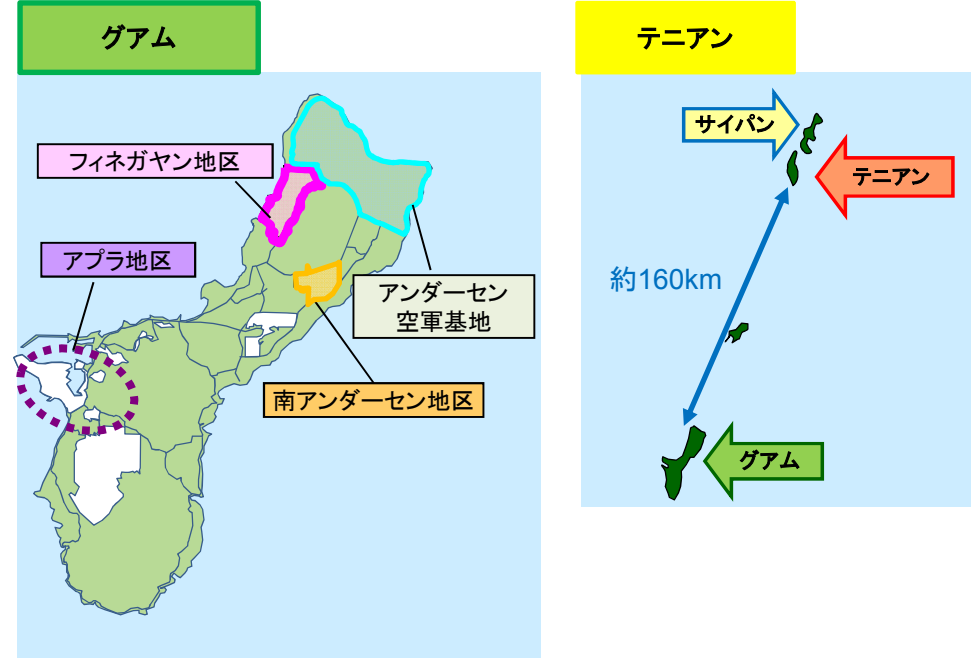 グアム
フィネガヤン地区
アプラ地区
アンダーセン
空軍基地
南アンダーセン地区
テニアン
サイパン
テニアン
約160km
グアム